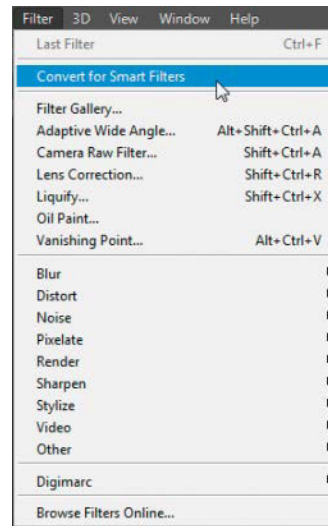 Filter 3D View Window Help
Last Filter Ctrl+F
Convert for Smart Filters
Filter Gallery...
Adaptive Wide Angle... Alt+Shift+Ctrl+A
Camera Raw Filter... Shift+Ctrl+A
Lens Correction... Shift+Ctrl+R
Liquify... Shift+Ctrl+X
Oil Paint...
Vanishing Point... Alt+Ctrl+V
Blur
Distort
Noise
Pixelate
Render
Sharpen
Stylize
Video
Other
Digimarc
Browse Filters Online...